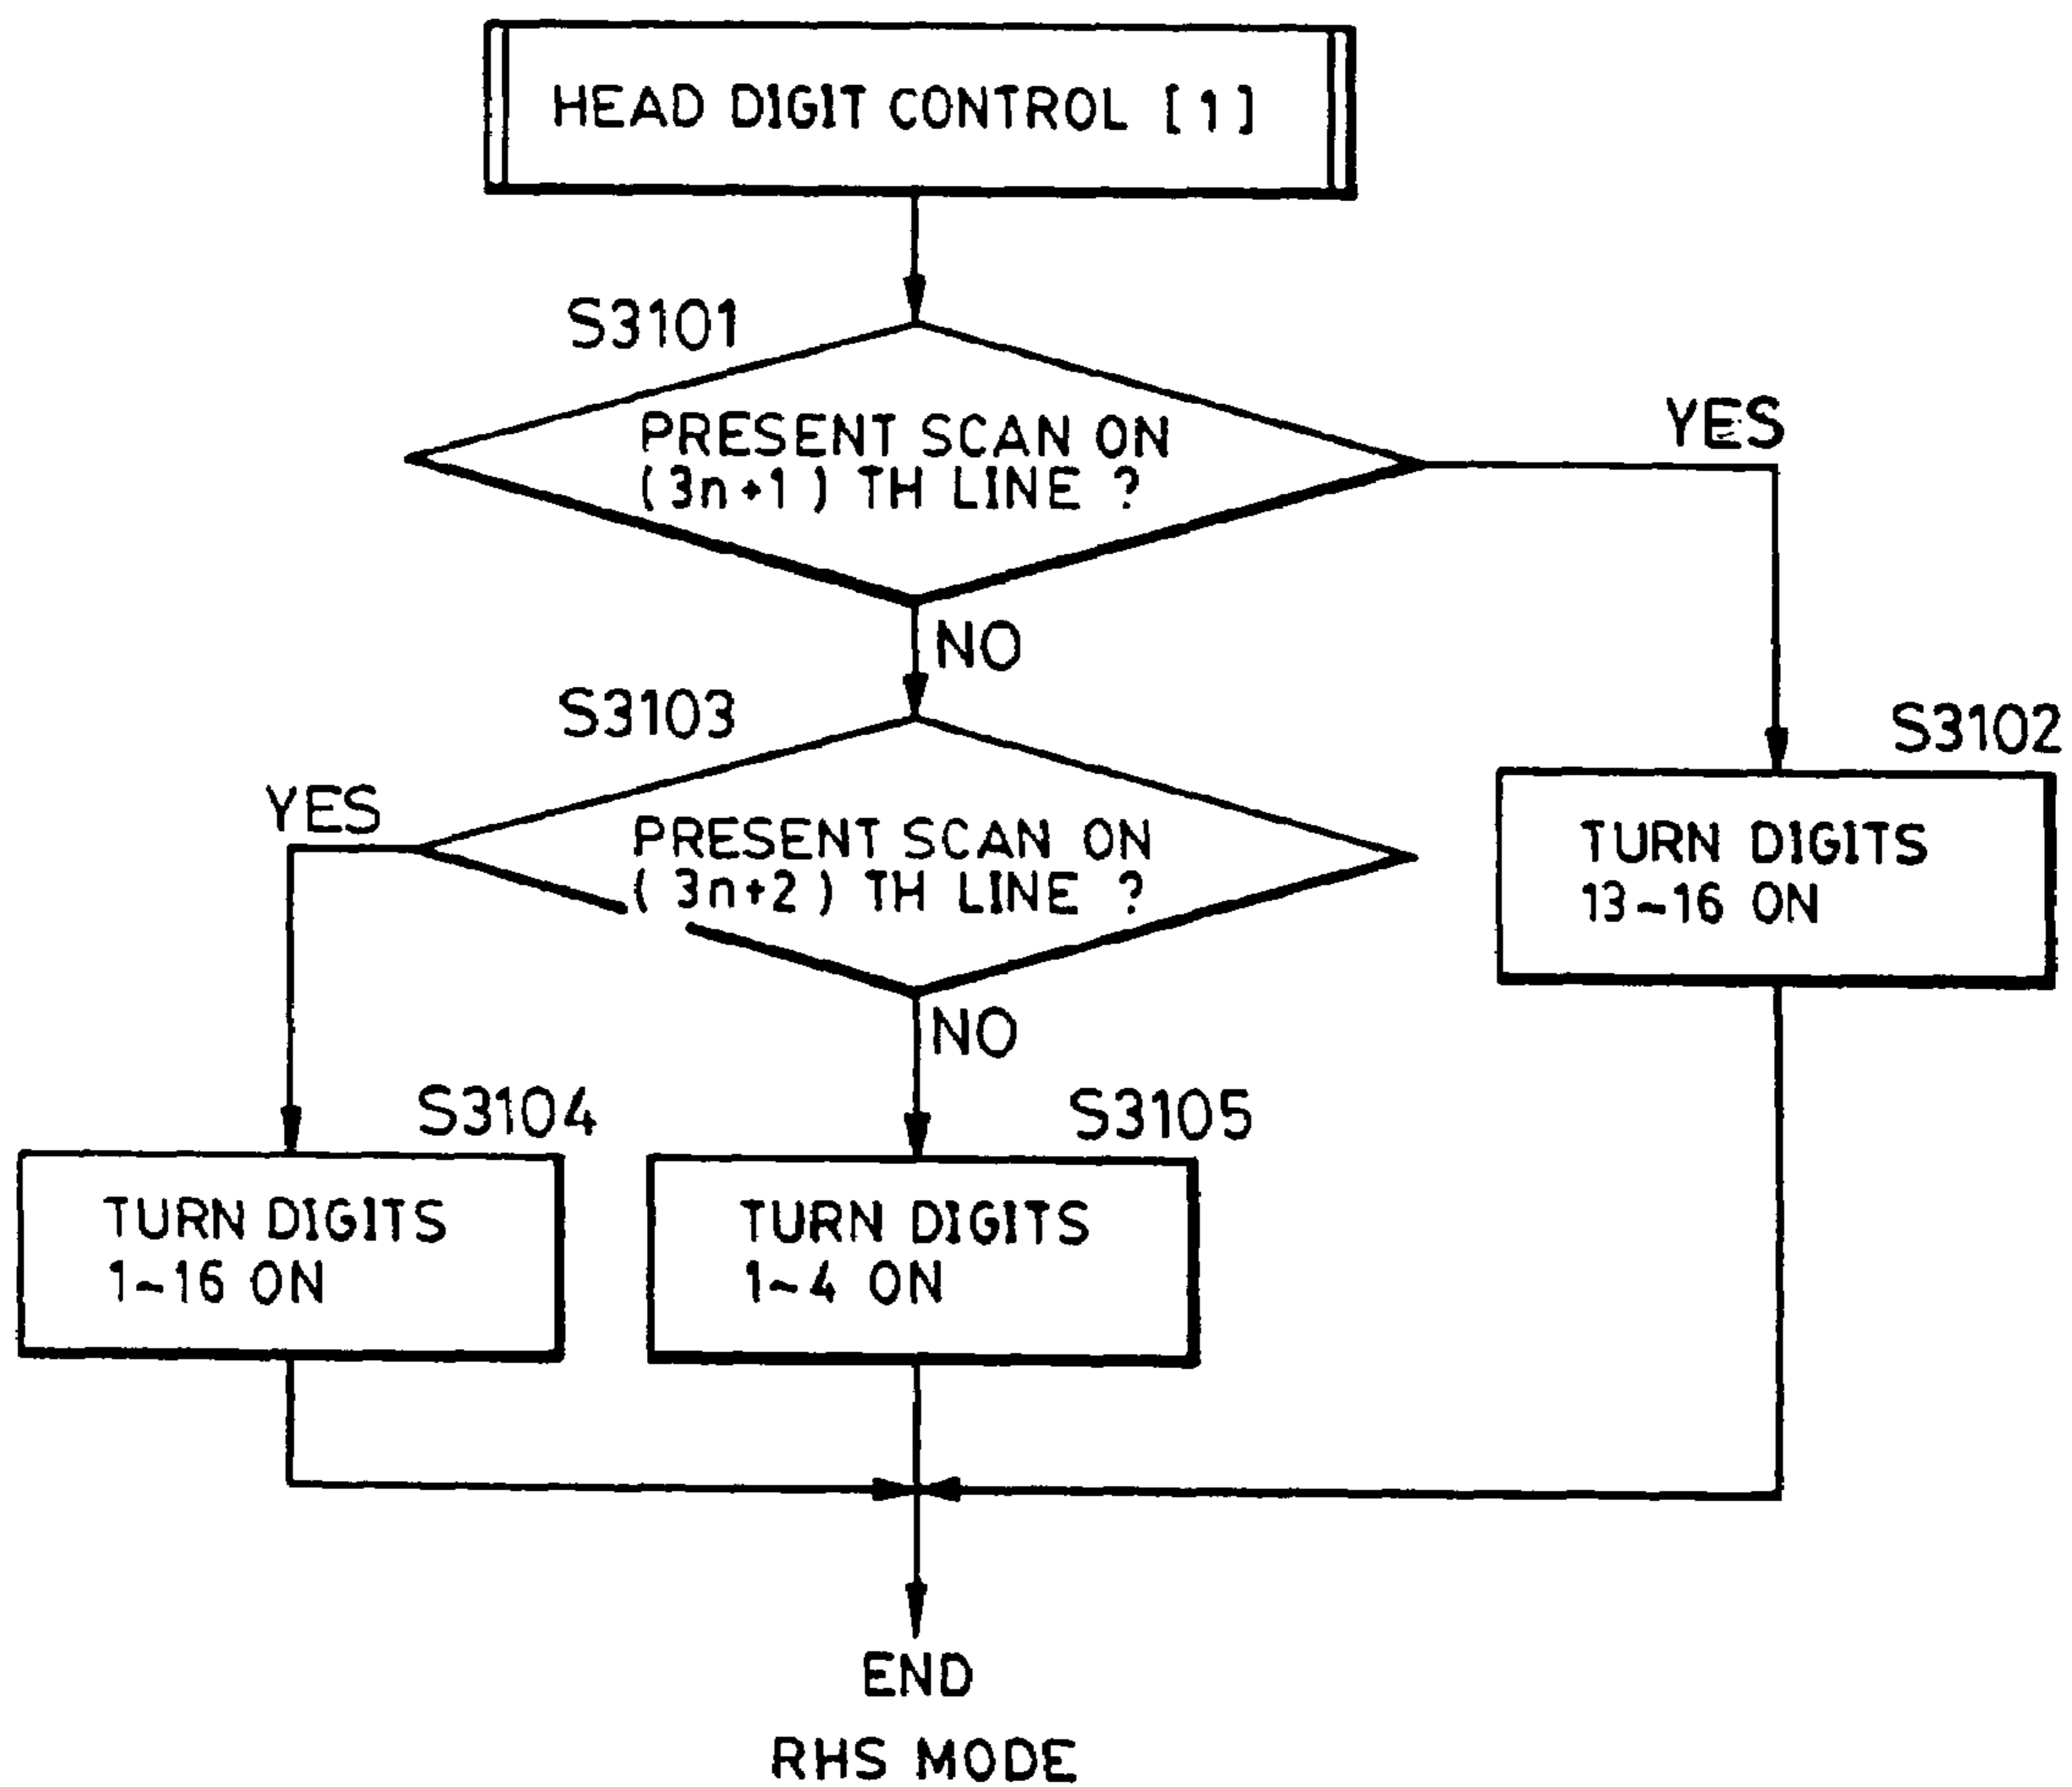 HEAD DIGIT CONTROL [1]
S3101
PRESENT SCAN ON
(3n+1) TH LINE ?
YES
NO
S3103
S3102
YES
PRESENT SCAN ON
(3n+2) TH LINE ?
TURN DIGITS
13~16 ON
NO
S3104
S3105
TURN DIGITS
1~16 ON
TURN DIGITS
1~4 ON
END
RHS MODE